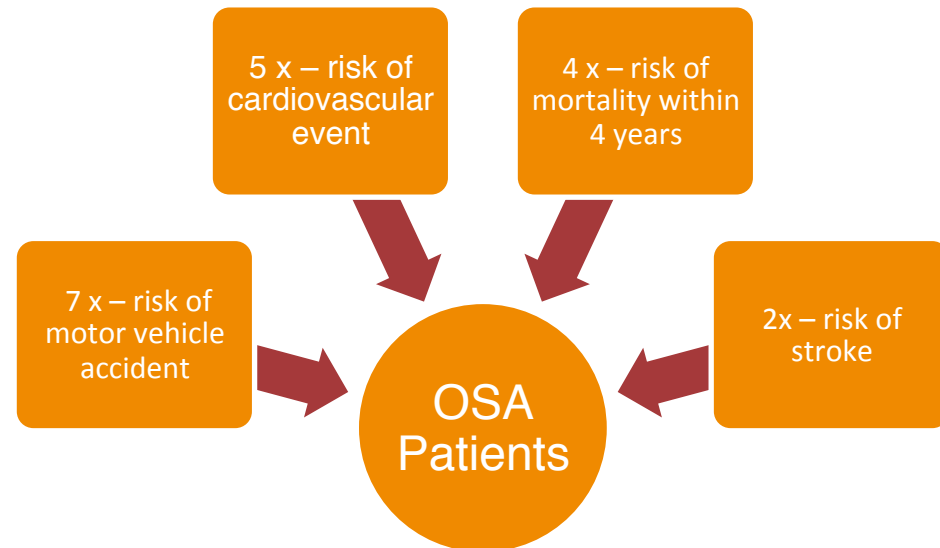 5 x – risk of
cardiovascular
event
4 x – risk of
mortality within
4 years
7 x – risk of
motor vehicle
accident
2x – risk of
stroke
OSA
Patients